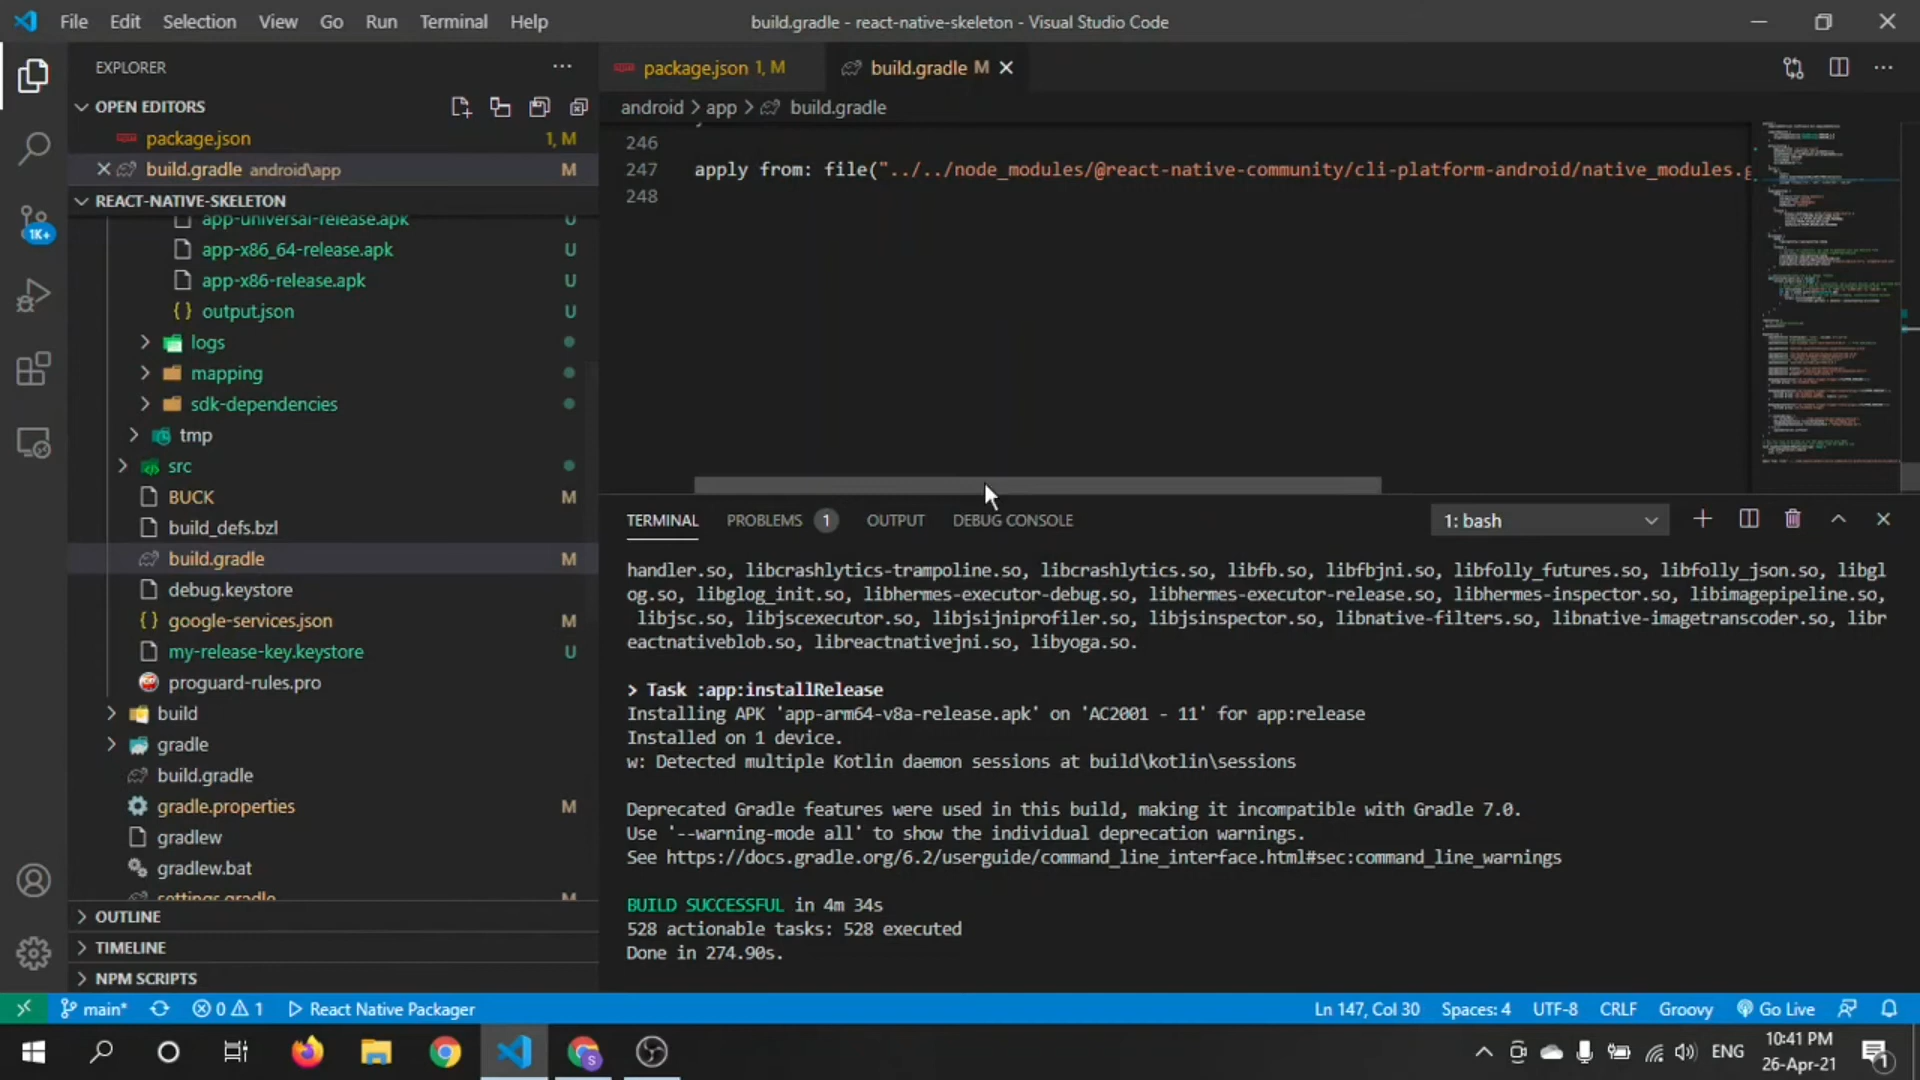 File Edit Selection View Go Run Terminal Help
build.gradle - react-native-skeleton - Visual Studio Code
EXPLORER
OPEN EDITORS
package.json 1, M
build.gradle android\app M
REACT-NATIVE-SKELETON
app-universal-release.apk U
app-x86_64-release.apk U
app-x86-release.apk U
{} output.json U
logs
mapping
sdk-dependencies
tmp
src
BUCK M
build_defs.bzl
build.gradle M
debug.keystore
{} google-services.json M
my-release-key.keystore U
proguard-rules.pro
build
gradle
build.gradle
gradle.properties M
gradlew
gradlew.bat
settings.gradle M
OUTLINE
TIMELINE
NPM SCRIPTS
1K+
package.json 1, M
build.gradle M
android > app > build.gradle
246
247 apply from: file("../../node_modules/@react-native-community/cli-platform-android/native_modules.g
248
TERMINAL PROBLEMS 1 OUTPUT DEBUG CONSOLE
1: bash
handler.so, libcrashlytics-trampoline.so, libcrashlytics.so, libfb.so, libfbjni.so, libfolly_futures.so, libfolly_json.so, libgl
og.so, libglog_init.so, libhermes-executor-debug.so, libhermes-executor-release.so, libhermes-inspector.so, libimagepipeline.so,
libjsc.so, libjscexecutor.so, libjsijniprofiler.so, libjsinspector.so, libnative-filters.so, libnative-imagetranscoder.so, libr
eactnativeblob.so, libreactnativejni.so, libyoga.so.
> Task :app:installRelease
Installing APK 'app-arm64-v8a-release.apk' on 'AC2001 - 11' for app:release
Installed on 1 device.
w: Detected multiple Kotlin daemon sessions at build\kotlin\sessions
Deprecated Gradle features were used in this build, making it incompatible with Gradle 7.0.
Use '--warning-mode all' to show the individual deprecation warnings.
See https://docs.gradle.org/6.2/userguide/command_line_interface.html#sec:command_line_warnings
BUILD SUCCESSFUL in 4m 34s
528 actionable tasks: 528 executed
Done in 274.90s.
main* 0 1 React Native Packager
Ln 147, Col 30 Spaces: 4 UTF-8 CRLF Groovy Go Live
S
ENG
10:41 PM
26-Apr-21
1